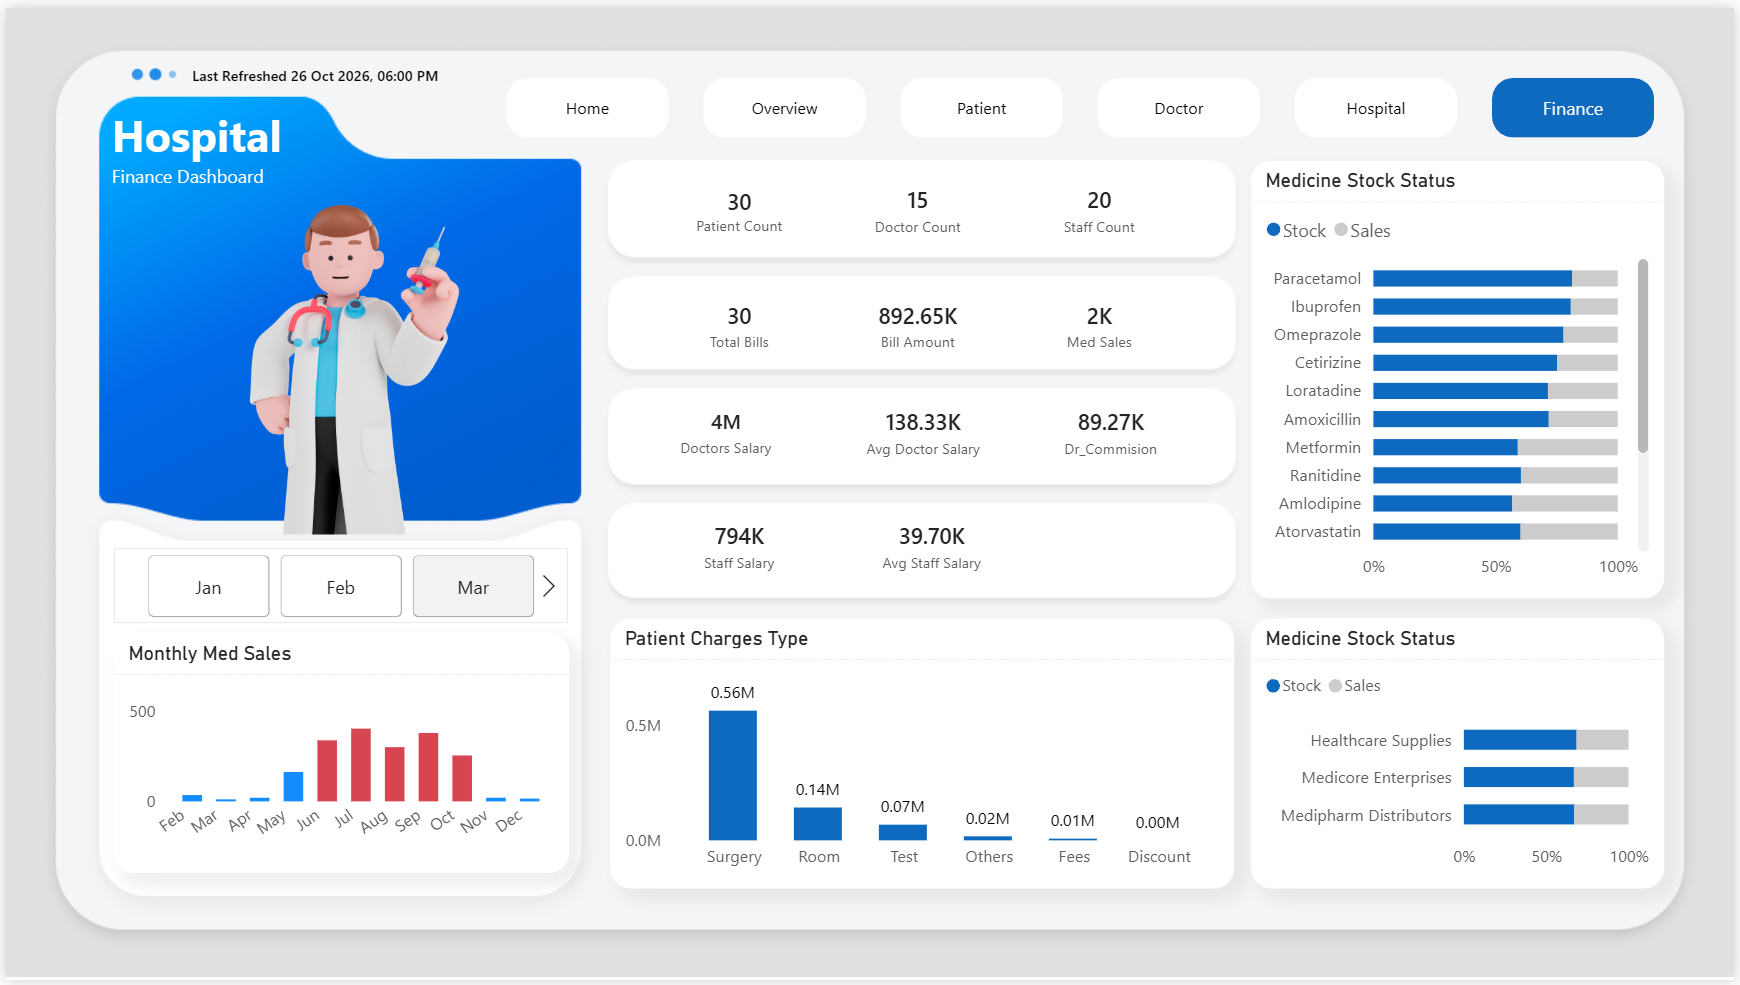 Last Refreshed 26 Oct 2026, 06:00 PM
Home
Overview
Patient
Doctor
Hospital
Finance
Hospital
Finance Dashboard
30
Patient Count
15
Doctor Count
20
Staff Count
30
Total Bills
892.65K
Bill Amount
2K
Med Sales
4M
Doctors Salary
138.33K
Avg Doctor Salary
89.27K
Dr_Commision
794K
Staff Salary
39.70K
Avg Staff Salary
Medicine Stock Status
Stock Sales
Paracetamol
Ibuprofen
Omeprazole
Cetirizine
Loratadine
Amoxicillin
Metformin
Ranitidine
Amlodipine
Atorvastatin
0% 50% 100%
Jan
Feb
Mar
Monthly Med Sales
500
0
Feb Mar Apr May Jun Jul Aug Sep Oct Nov Dec
Patient Charges Type
0.5M
0.0M
0.56M
0.14M
0.07M
0.02M
0.01M
0.00M
Surgery Room Test Others Fees Discount
Medicine Stock Status
Stock Sales
Healthcare Supplies
Medicore Enterprises
Medipharm Distributors
0% 50% 100%